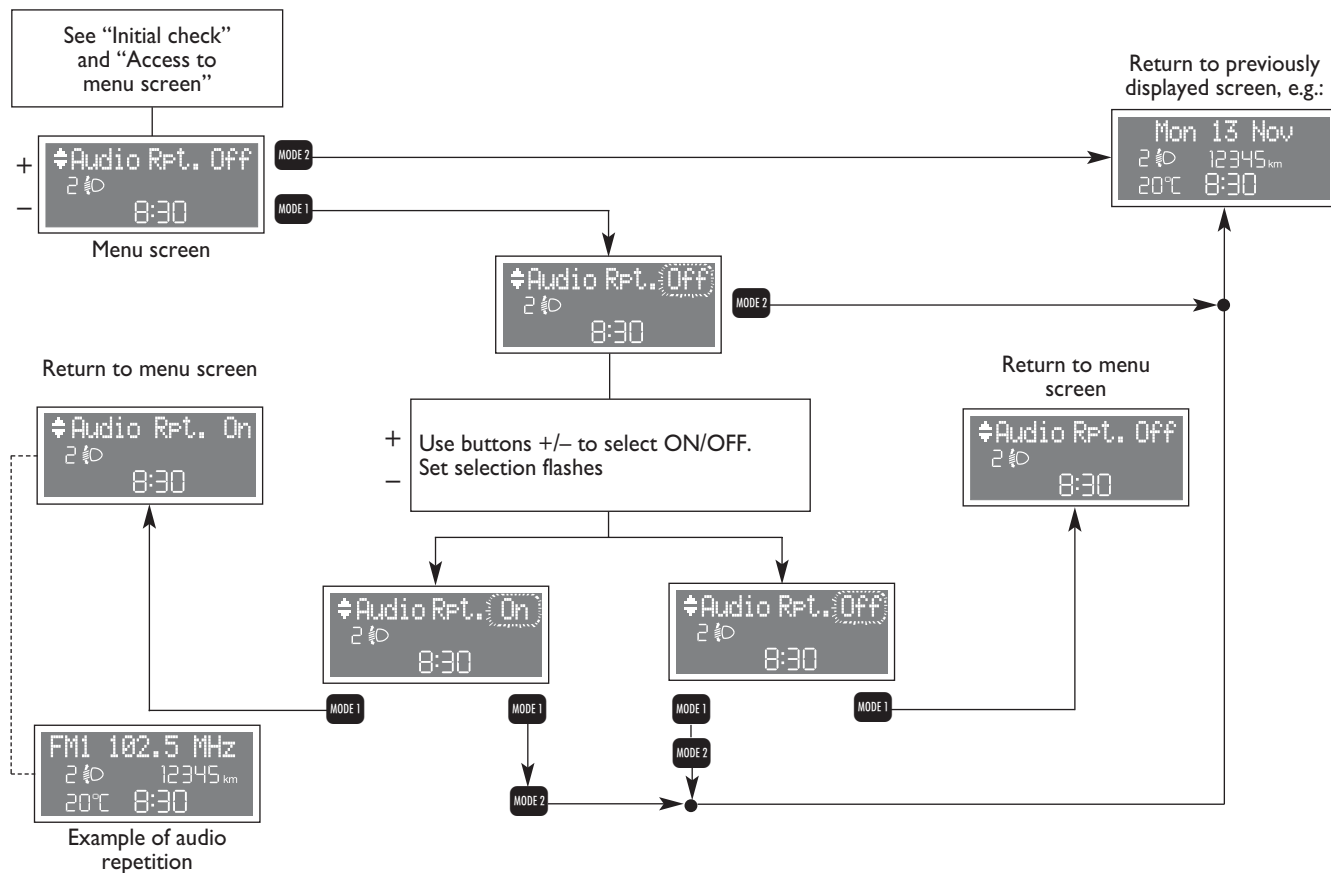 See “Initial check”
and “Access to
menu screen”
Return to previously
displayed screen, e.g.:
+
–
Audio Rpt. Off
2
8:30
Menu screen
MODE 2
MODE 1
Mon 13 Nov
2 12345 km
20°C 8:30
Audio Rpt. Off
2
8:30
MODE 2
Return to menu screen
Audio Rpt. On
2
8:30
+
–
Use buttons +/– to select ON/OFF.
Set selection flashes
Return to menu
screen
Audio Rpt. Off
2
8:30
Audio Rpt. On
2
8:30
Audio Rpt. Off
2
8:30
MODE 1
MODE 1
MODE 1
MODE 1
MODE 2
MODE 2
FM1 102.5 MHz
2 12345 km
20°C 8:30
Example of audio
repetition